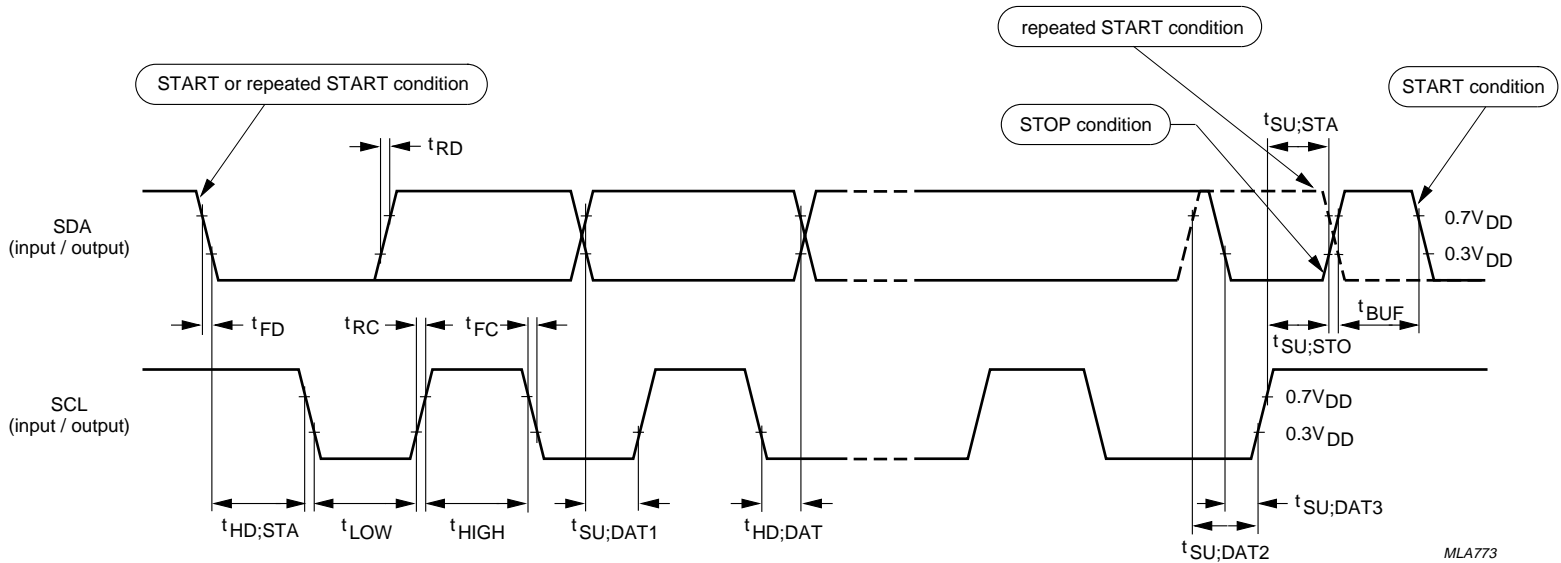 repeated START condition
START or repeated START condition
START condition
STOP condition
tSU;STA
tRD
SDA
(input / output)
0.7VDD
0.3VDD
tFD
tRC
tFC
tSU;STO
tBUF
SCL
(input / output)
0.7VDD
0.3VDD
tHD;STA
tLOW
tHIGH
tSU;DAT1
tHD;DAT
tSU;DAT3
tSU;DAT2
MLA773